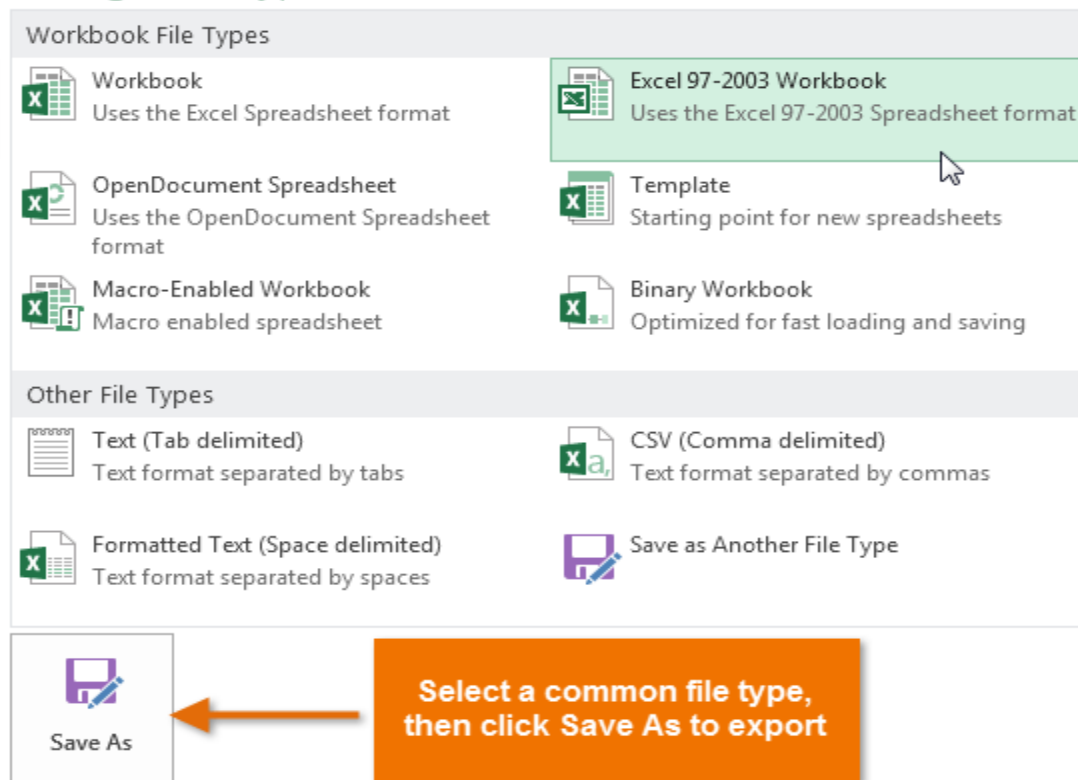 Workbook File Types
Workbook
Uses the Excel Spreadsheet format
Excel 97-2003 Workbook
Uses the Excel 97-2003 Spreadsheet format
OpenDocument Spreadsheet
Uses the OpenDocument Spreadsheet
format
Template
Starting point for new spreadsheets
Macro-Enabled Workbook
Macro enabled spreadsheet
Binary Workbook
Optimized for fast loading and saving
Other File Types
Text (Tab delimited)
Text format separated by tabs
CSV (Comma delimited)
Text format separated by commas
Formatted Text (Space delimited)
Text format separated by spaces
Save as Another File Type
Save As
Select a common file type,
then click Save As to export